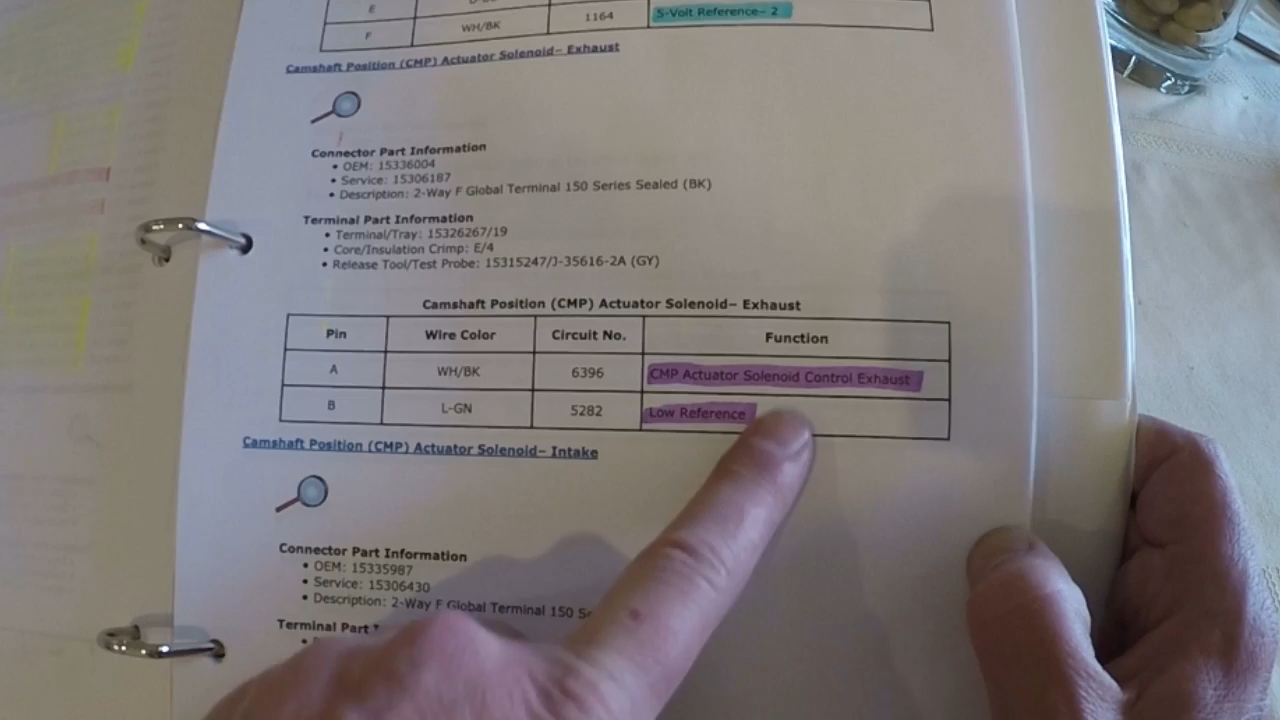 E
F WH/BK 1164 5-Volt Reference– 2
Camshaft Position (CMP) Actuator Solenoid– Exhaust
Connector Part Information
• OEM: 15336004
• Service: 15306187
• Description: 2-Way F Global Terminal 150 Series Sealed (BK)
Terminal Part Information
• Terminal/Tray: 15326267/19
• Core/Insulation Crimp: E/4
• Release Tool/Test Probe: 15315247/J-35616-2A (GY)
Camshaft Position (CMP) Actuator Solenoid– Exhaust
Pin Wire Color Circuit No. Function
A WH/BK 6396 CMP Actuator Solenoid Control Exhaust
B L-GN 5282 Low Reference
Camshaft Position (CMP) Actuator Solenoid– Intake
Connector Part Information
• OEM: 15335987
• Service: 15306430
• Description: 2-Way F Global Terminal 150
Terminal Part